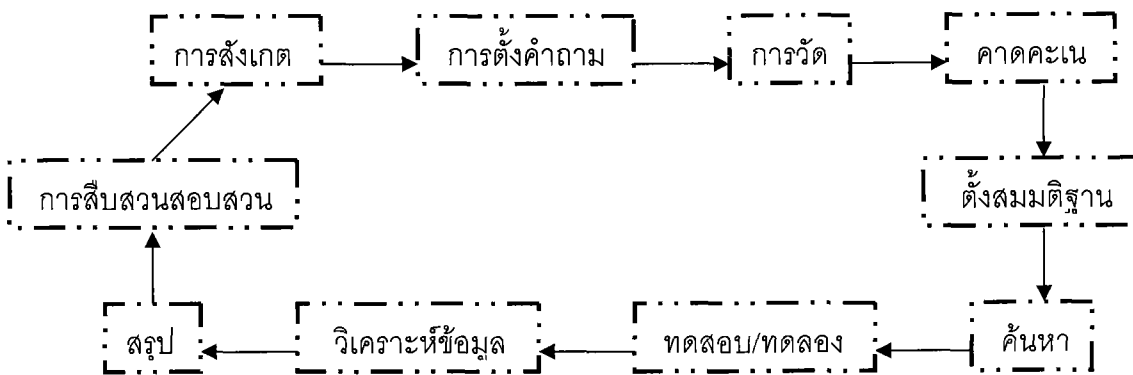 การสังเกต
การตั้งคำถาม
การวัด
คาดคะเน
ตั้งสมมติฐาน
ค้นหา
ทดสอบ/ทดลอง
วิเคราะห์ข้อมูล
สรุป
การสืบสวนสอบสวน